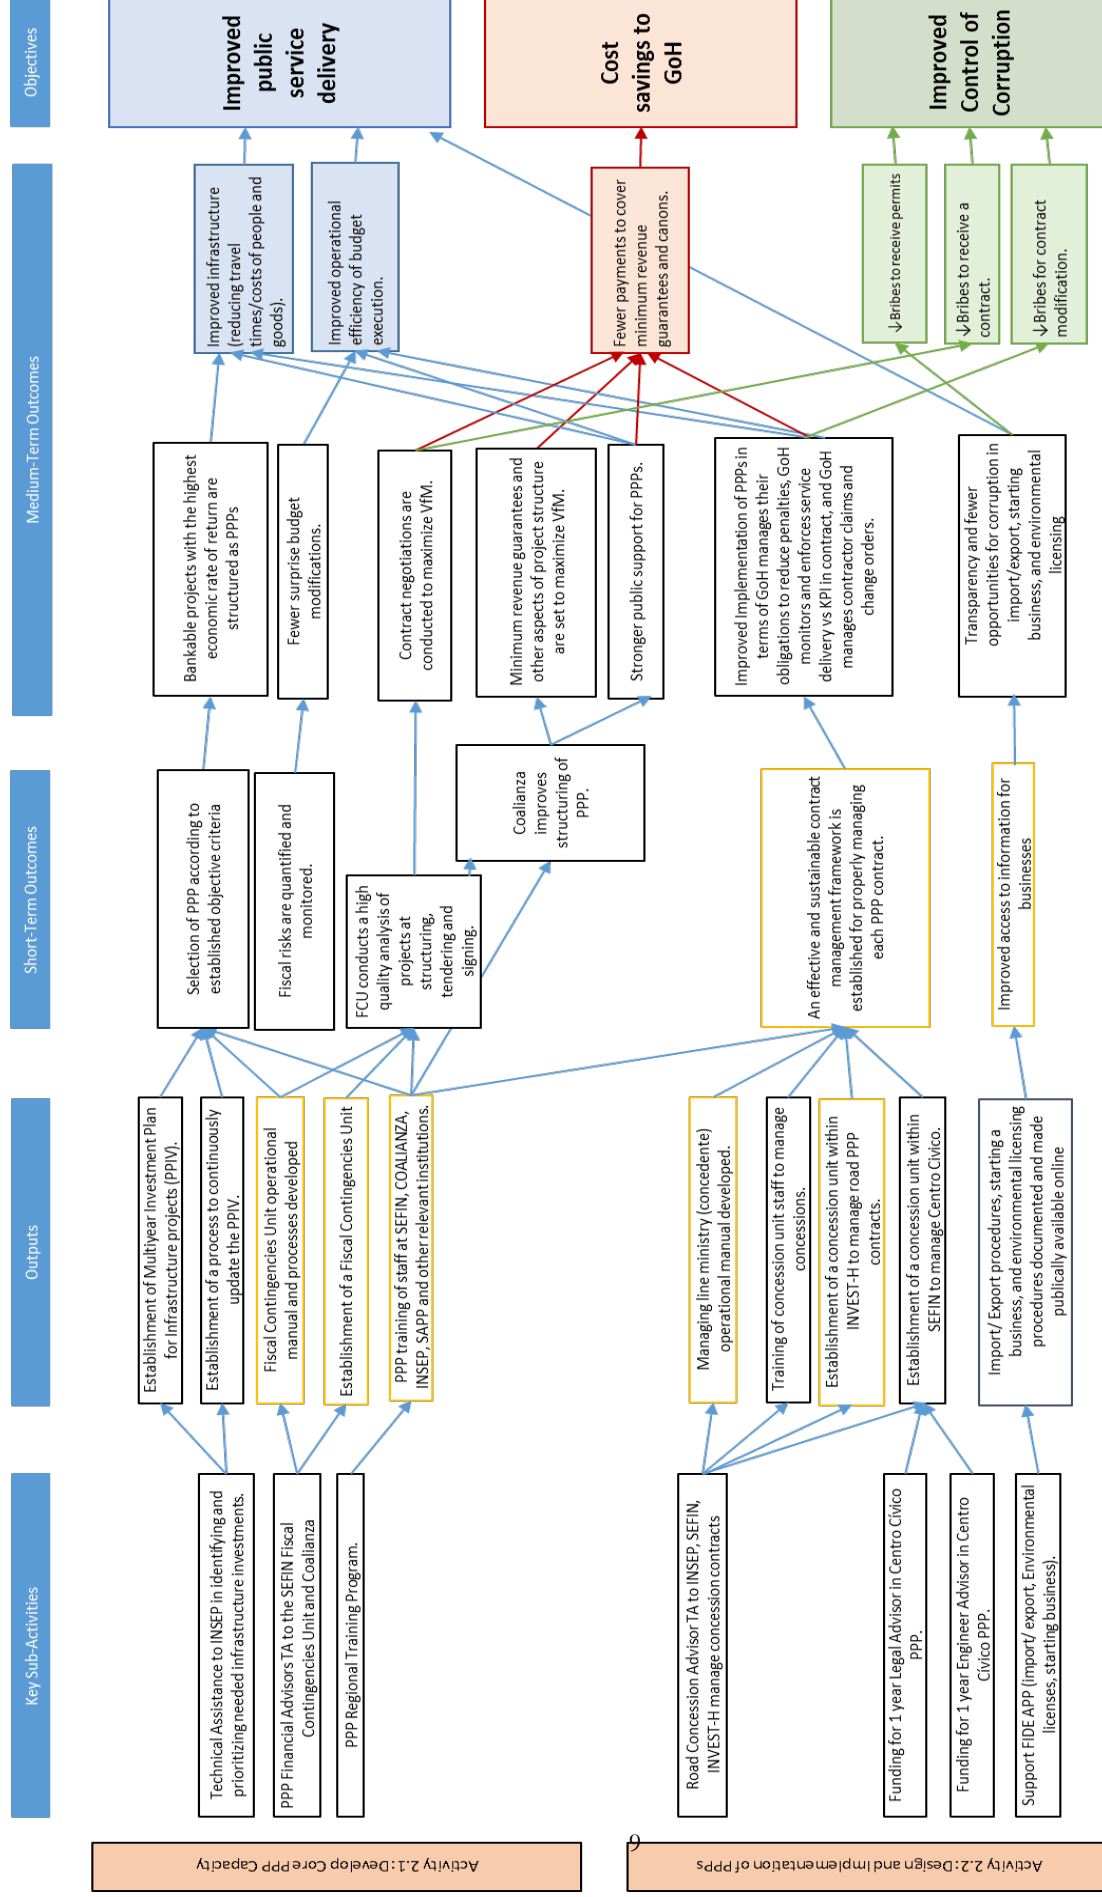 Key Sub-Activities
Outputs
Short-Term Outcomes
Medium-Term Outcomes
Objectives
Activity 2.1: Develop Core PPP Capacity
Technical Assistance to INSEP in identifying and
prioritizing needed infrastructure investments.
PPP Financial Advisors TA to the SEFIN Fiscal
Contingencies Unit and Coalianza
PPP Regional Training Program.
Establishment of Multiyear Investment Plan
for Infrastructure projects (PPIV).
Establishment of a process to continuously
update the PPIV.
Fiscal Contingencies Unit operational
manual and processes developed
Establishment of a Fiscal Contingencies Unit
PPP training of staff at SEFIN, COALIANZA,
INSEP, SAPP and other relevant institutions.
Selection of PPP according to
established objective criteria
Fiscal risks are quantified and
monitored.
FCU conducts a high
quality analysis of
projects at
structuring,
tendering and
signing.
Coalianza
improves
structuring of
PPP.
Bankable projects with the highest
economic rate of return are
structured as PPPs
Fewer surprise budget
modifications.
Contract negotiations are
conducted to maximize VfM.
Minimum revenue guarantees and
other aspects of project structure
are set to maximize VfM.
Stronger public support for PPPs.
Improved infrastructure
(reducing travel
times/costs of people and
goods).
Improved operational
efficiency of budget
execution.
Fewer payments to cover
minimum revenue
guarantees and canons.
Improved
public
service
delivery
Cost
savings to
GoH
Activity 2.2: Design and Implementation of PPPs
9
Road Concession Advisor TA to INSEP, SEFIN,
INVEST-H manage concession contracts
Funding for 1 year Legal Advisor in Centro Cívico
PPP.
Funding for 1 year Engineer Advisor in Centro
Cívico PPP.
Support FIDE APP (import/ export, Environmental
licenses, starting business).
Managing line ministry (concedente)
operational manual developed.
Training of concession unit staff to manage
concessions.
Establishment of a concession unit within
INVEST-H to manage road PPP
contracts.
Establishment of a concession unit within
SEFIN to manage Centro Civico.
Import/ Export procedures, starting a
business, and environmental licensing
procedures documented and made
publically available online
An effective and sustainable contract
management framework is
established for properly managing
each PPP contract.
Improved access to information for
businesses
Improved Implementation of PPPs in
terms of GoH manages their
obligations to reduce penalties, GoH
monitors and enforces service
delivery vs KPI in contract, and GoH
manages contractor claims and
change orders.
Transparency and fewer
opportunities for corruption in
import/export, starting
business, and environmental
licensing
↓Bribes to receive permits
↓Bribes to receive a
contract.
↓Bribes for contract
modification.
Improved
Control of
Corruption